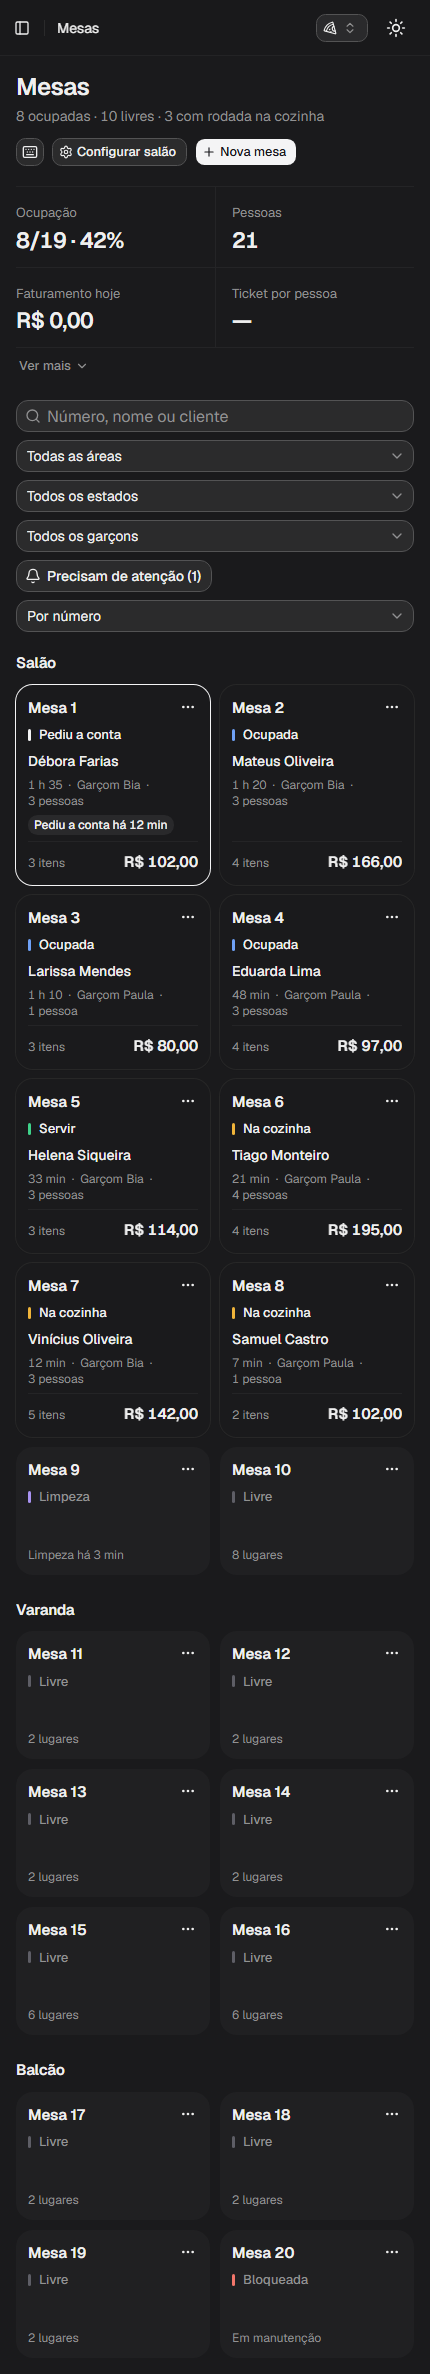 Mesas
Mesas
8 ocupadas · 10 livres · 3 com rodada na cozinha
Configurar salão
Nova mesa
Ocupação
8/19 · 42%
Pessoas
21
Faturamento hoje
R$ 0,00
Ticket por pessoa
—
Ver mais
Número, nome ou cliente
Todas as áreas
Todos os estados
Todos os garçons
Precisam de atenção (1)
Por número
Salão
Mesa 1
Pediu a conta
Débora Farias
1 h 35 · Garçom Bia ·
3 pessoas
Pediu a conta há 12 min
3 itens
R$ 102,00
Mesa 2
Ocupada
Mateus Oliveira
1 h 20 · Garçom Bia ·
3 pessoas
4 itens
R$ 166,00
Mesa 3
Ocupada
Larissa Mendes
1 h 10 · Garçom Paula ·
1 pessoa
3 itens
R$ 80,00
Mesa 4
Ocupada
Eduarda Lima
48 min · Garçom Paula ·
3 pessoas
4 itens
R$ 97,00
Mesa 5
Servir
Helena Siqueira
33 min · Garçom Bia ·
3 pessoas
3 itens
R$ 114,00
Mesa 6
Na cozinha
Tiago Monteiro
21 min · Garçom Paula ·
4 pessoas
4 itens
R$ 195,00
Mesa 7
Na cozinha
Vinícius Oliveira
12 min · Garçom Bia ·
3 pessoas
5 itens
R$ 142,00
Mesa 8
Na cozinha
Samuel Castro
7 min · Garçom Paula ·
1 pessoa
2 itens
R$ 102,00
Mesa 9
Limpeza
Limpeza há 3 min
Mesa 10
Livre
8 lugares
Varanda
Mesa 11
Livre
2 lugares
Mesa 12
Livre
2 lugares
Mesa 13
Livre
2 lugares
Mesa 14
Livre
2 lugares
Mesa 15
Livre
6 lugares
Mesa 16
Livre
6 lugares
Balcão
Mesa 17
Livre
2 lugares
Mesa 18
Livre
2 lugares
Mesa 19
Livre
2 lugares
Mesa 20
Bloqueada
Em manutenção